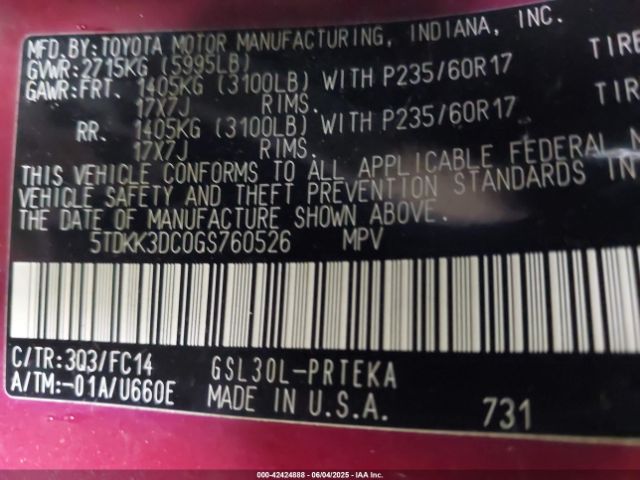 MFD.BY: TOYOTA MOTOR MANUFACTURING, INDIANA, INC.
GVWR: 2715KG (5995LB)
GAWR: FRT. 1405KG (3100LB) WITH P235/60R17 TIRE
17X7J RIMS.
RR. 1405KG (3100LB) WITH P235/60R17 TIR
17X7J RIMS.
THIS VEHICLE CONFORMS TO ALL APPLICABLE FEDERAL M
VEHICLE SAFETY AND THEFT PREVENTION STANDARDS IN
THE DATE OF MANUFACTURE SHOWN ABOVE.
5TDKK3DC0GS760526 MPV
C/TR: 3Q3/FC14 GSL30L-PRTEKA
A/TM:-01A/U660E MADE IN U.S.A. 731
000-42424888 - 06/04/2025 - IAA Inc.